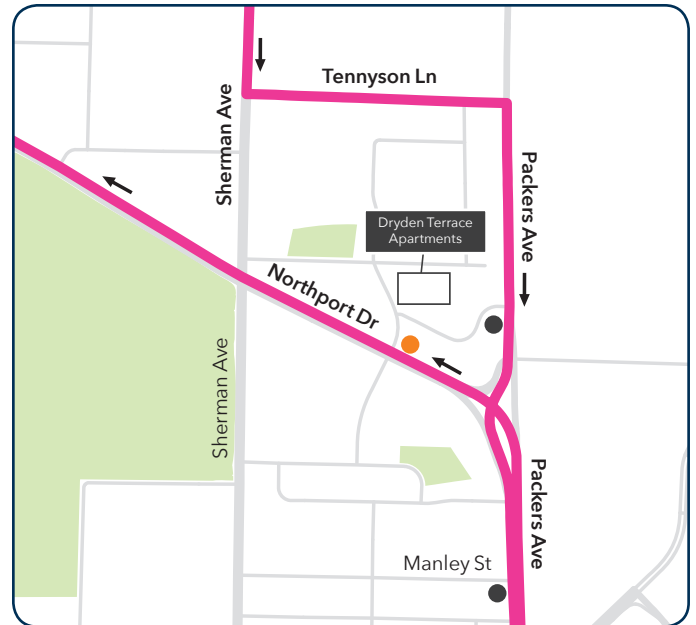 Tennyson Ln
Sherman Ave
Packers Ave
Dryden Terrace
Apartments
Northport Dr
Sherman Ave
Packers Ave
Manley St